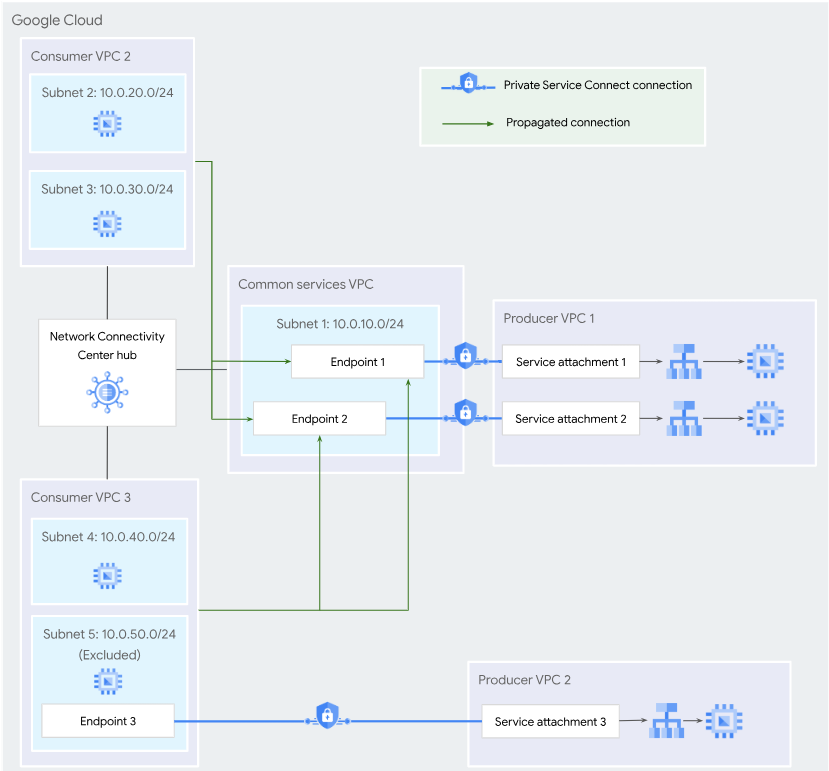 Google Cloud
Consumer VPC 2
Subnet 2: 10.0.20.0/24
Subnet 3: 10.0.30.0/24
Private Service Connect connection
Propagated connection
Network Connectivity
Center hub
Common services VPC
Subnet 1: 10.0.10.0/24
Endpoint 1
Endpoint 2
Producer VPC 1
Service attachment 1
Service attachment 2
Consumer VPC 3
Subnet 4: 10.0.40.0/24
Subnet 5: 10.0.50.0/24
(Excluded)
Endpoint 3
Producer VPC 2
Service attachment 3